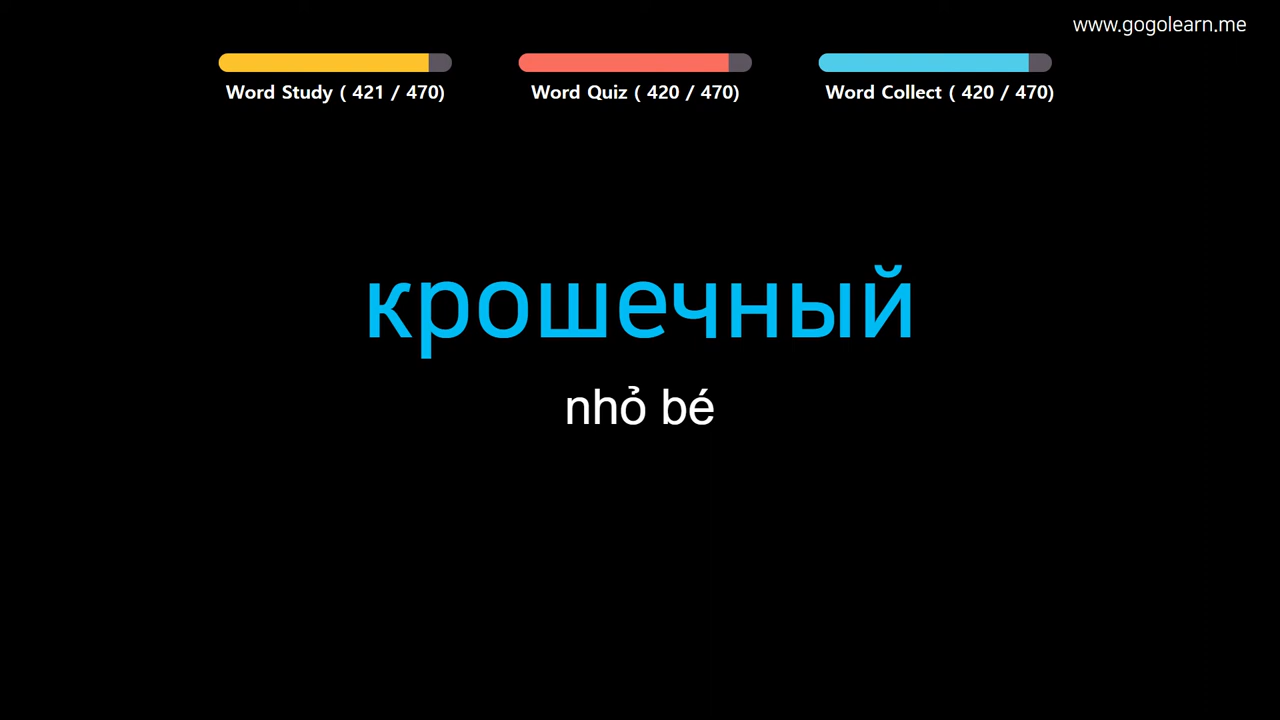 www.gogolearn.me
Word Study ( 421 / 470) Word Quiz ( 420 / 470) Word Collect ( 420 / 470)
крошечный
nhỏ bé